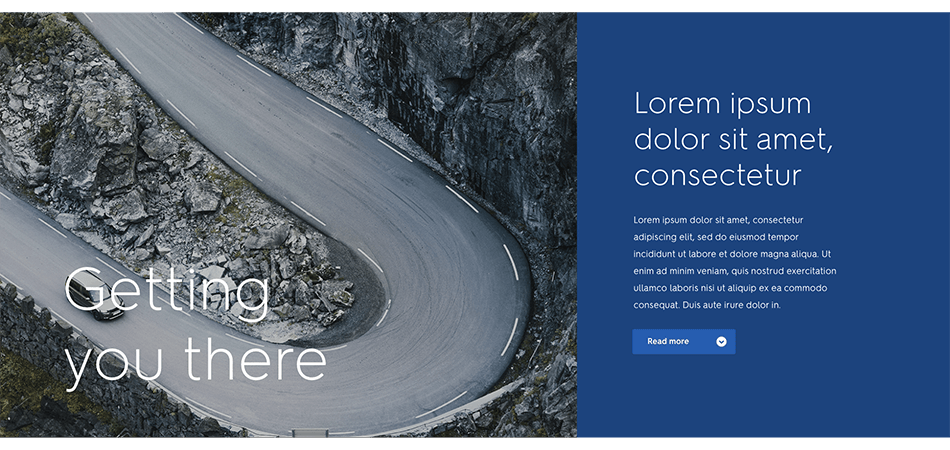 Getting
you there
Lorem ipsum
dolor sit amet,
consectetur
Lorem ipsum dolor sit amet, consectetur
adipiscing elit, sed do eiusmod tempor
incididunt ut labore et dolore magna aliqua. Ut
enim ad minim veniam, quis nostrud exercitation
ullamco laboris nisi ut aliquip ex ea commodo
consequat. Duis aute irure dolor in.
Read more